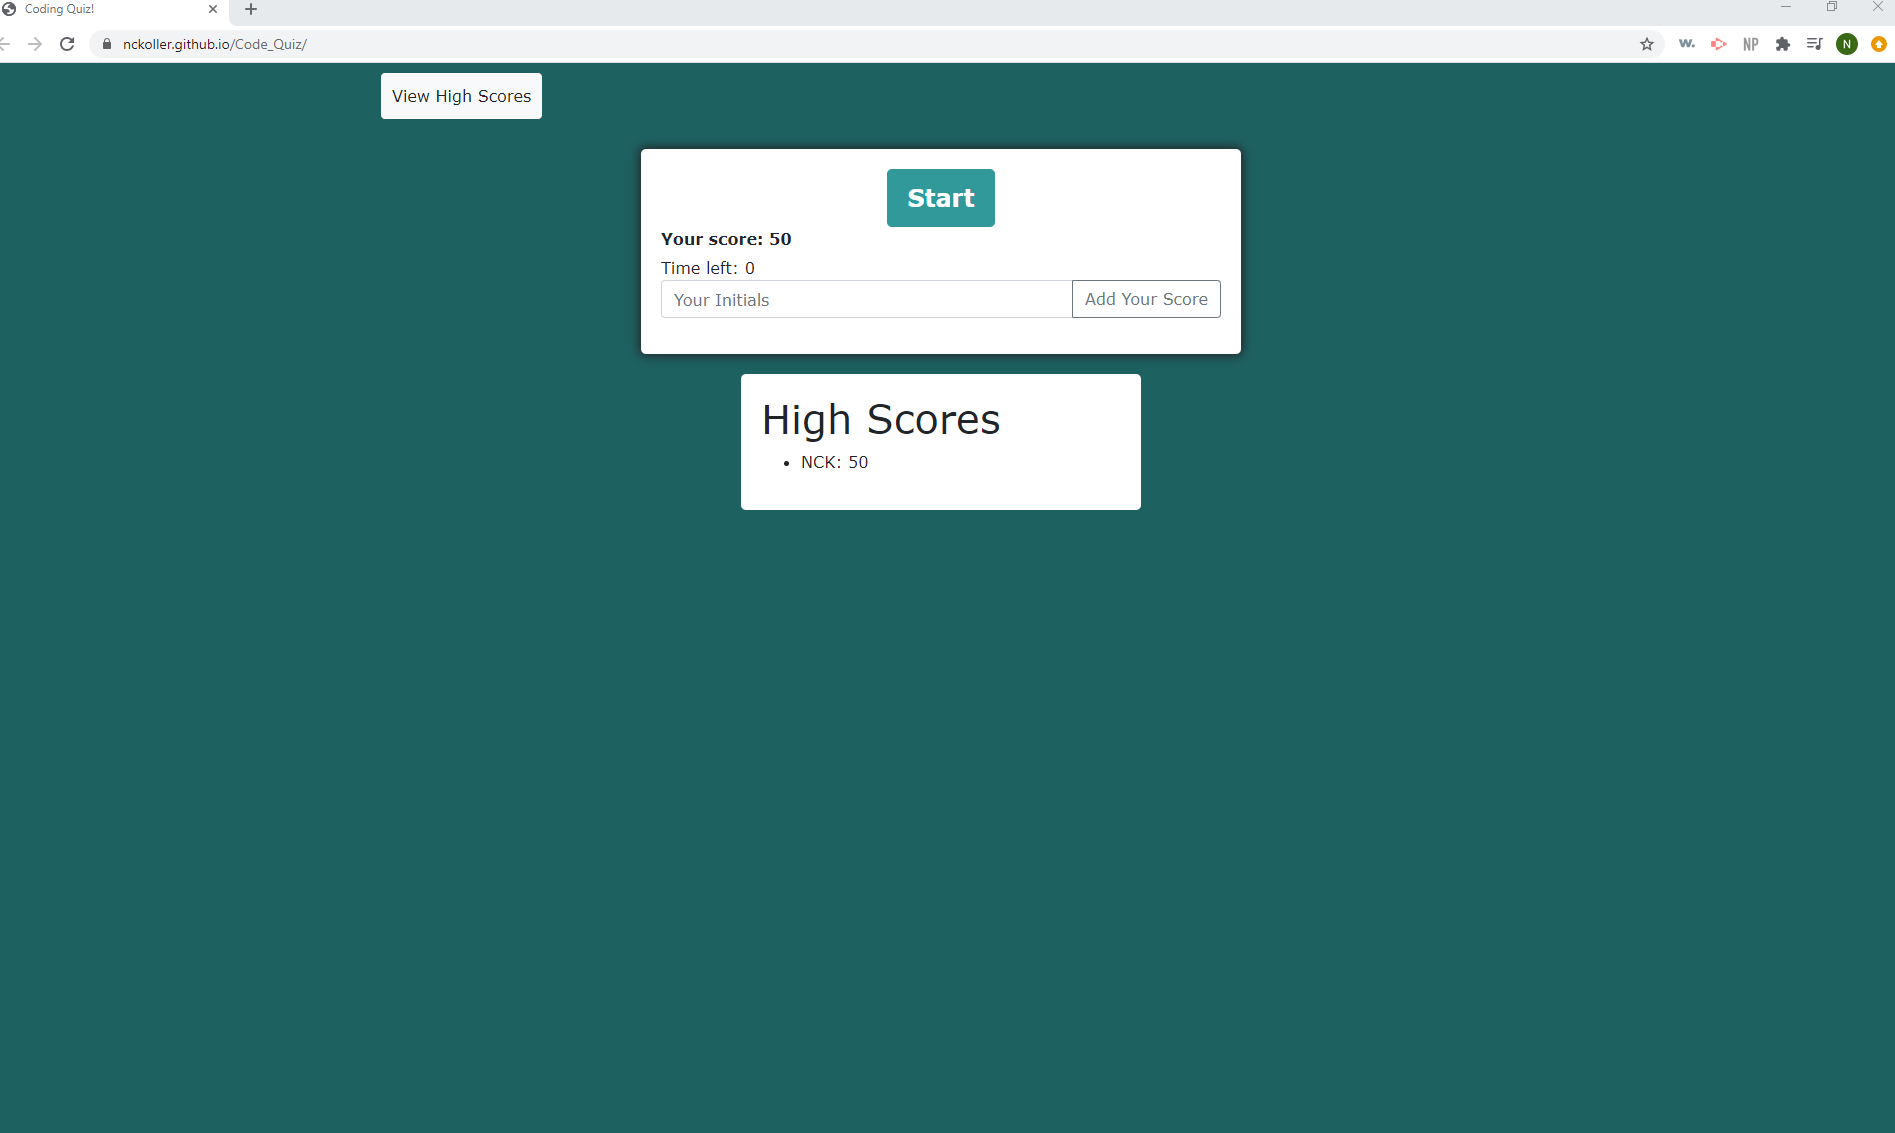 Coding Quiz!
nckoller.github.io/Code_Quiz/
w. NP N
View High Scores
Start
Your score: 50
Time left: 0
Your Initials
Add Your Score
High Scores
• NCK: 50